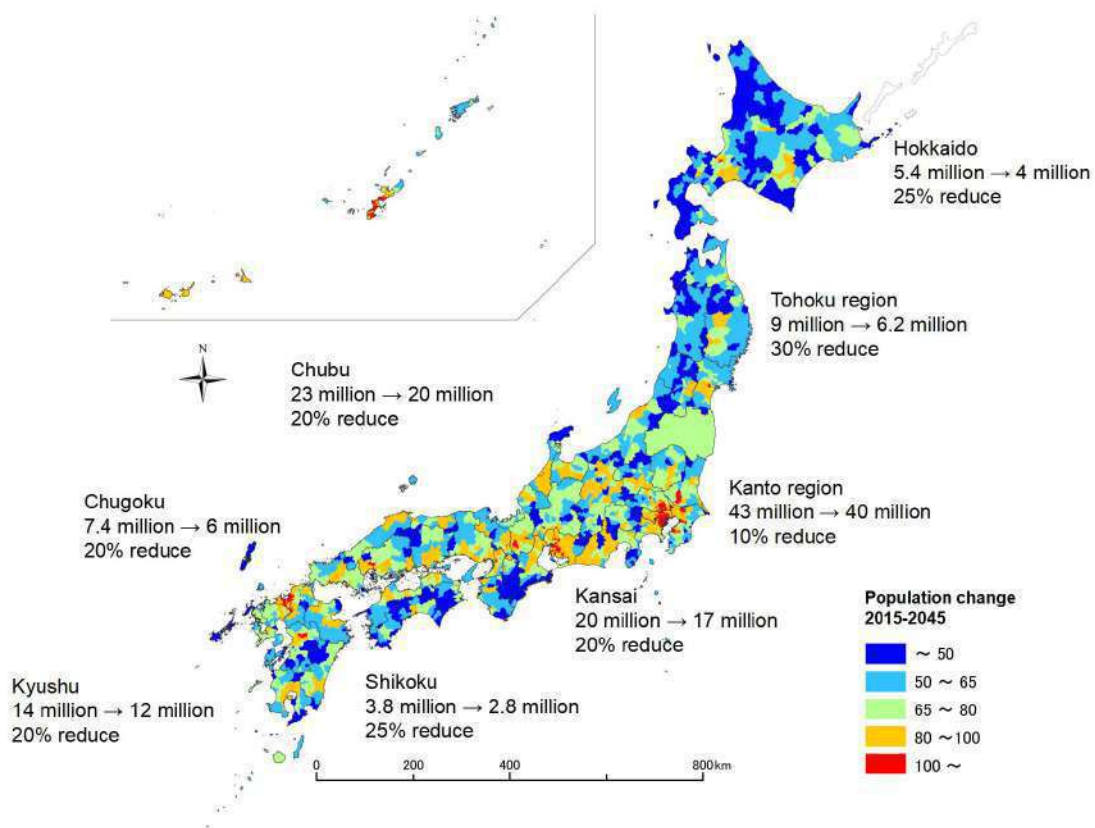 Hokkaido
5.4 million → 4 million
25% reduce
Tohoku region
9 million → 6.2 million
30% reduce
N
Chubu
23 million → 20 million
20% reduce
Chugoku
7.4 million → 6 million
20% reduce
Kanto region
43 million → 40 million
10% reduce
Kansai
20 million → 17 million
20% reduce
Kyushu
14 million → 12 million
20% reduce
Shikoku
3.8 million → 2.8 million
25% reduce
Population change
2015-2045
～ 50
50 ～ 65
65 ～ 80
80 ～100
100 ～
0 200 400 800km